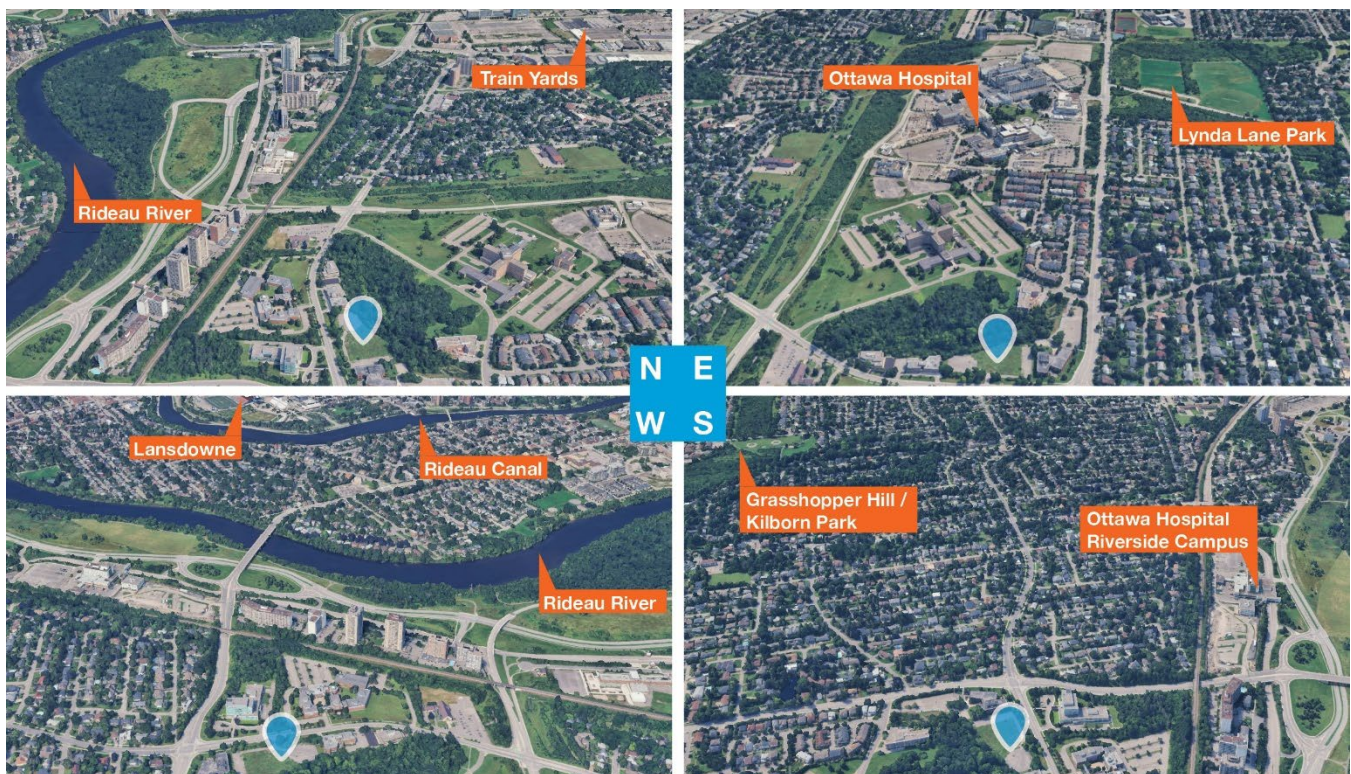 Train Yards
Rideau River
Ottawa Hospital
Lynda Lane Park
N E
W S
Lansdowne
Rideau Canal
Rideau River
Grasshopper Hill /
Kilborn Park
Ottawa Hospital
Riverside Campus